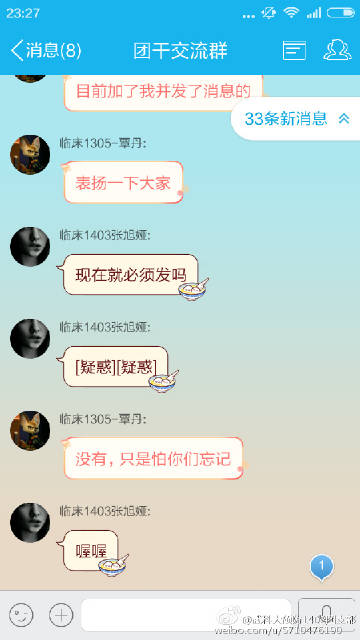 23:27
消息(8)
团干交流群
目前加了我并发了消息的
33条新消息
临床1305-覃丹:
表扬一下大家
临床1403张旭娅:
现在就必须发吗
临床1403张旭娅:
[疑惑][疑惑]
临床1305-覃丹:
没有，只是怕你们忘记
临床1403张旭娅:
喔喔
1
weibo.com/u/5710476190